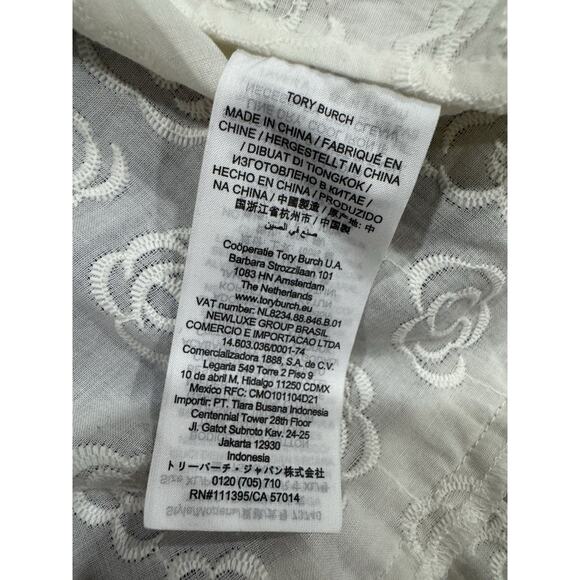 TORY BURCH
MADE IN CHINA / FABRIQUÉ EN
CHINE / HERGESTELLT IN CHINA
/ DIBUAT DI TIONGKOK /
ИЗГОТОВЛЕНО В КИТАЕ /
HECHO EN CHINA / PRODUZIDO
NA CHINA / 中國製造 / 原产地: 中
国浙江省杭州市 / 中国製
صنع في الصين
Coöperatie Tory Burch U.A.
Barbara Strozzilaan 101
1083 HN Amsterdam
The Netherlands
www.toryburch.eu
VAT number: NL8234.88.846.B.01
NEWLUXE GROUP BRASIL
COMERCIO E IMPORTACAO LTDA
14.603.036/0001-74
Comercializadora 1888, S.A. de C.V.
Legaria 549 Torre 2 Piso 9
10 de abril M. Hidalgo 11250 CDMX
Mexico RFC: CMO101104D21
Importir: PT. Tiara Busana Indonesia
Centennial Tower 28th Floor
Jl. Gatot Subroto Kav. 24-25
Jakarta 12930
Indonesia
トリーバーチ・ジャパン株式会社
0120 (705) 710
RN#111395/CA 57014